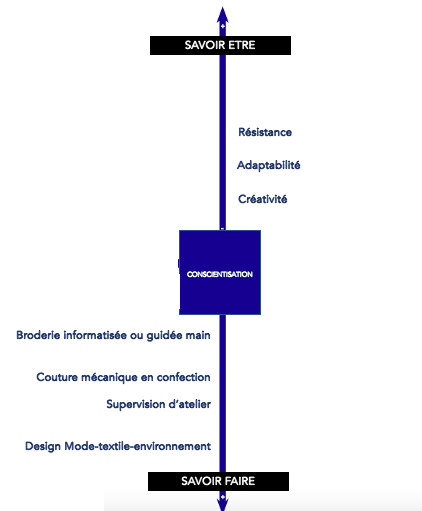 SAVOIR ETRE
Résistance
Adaptabilité
Créativité
CONSCIENTISATION
Broderie informatisée ou guidée main
Couture mécanique en confection
Supervision d'atelier
Design Mode-textile-environnement
SAVOIR FAIRE